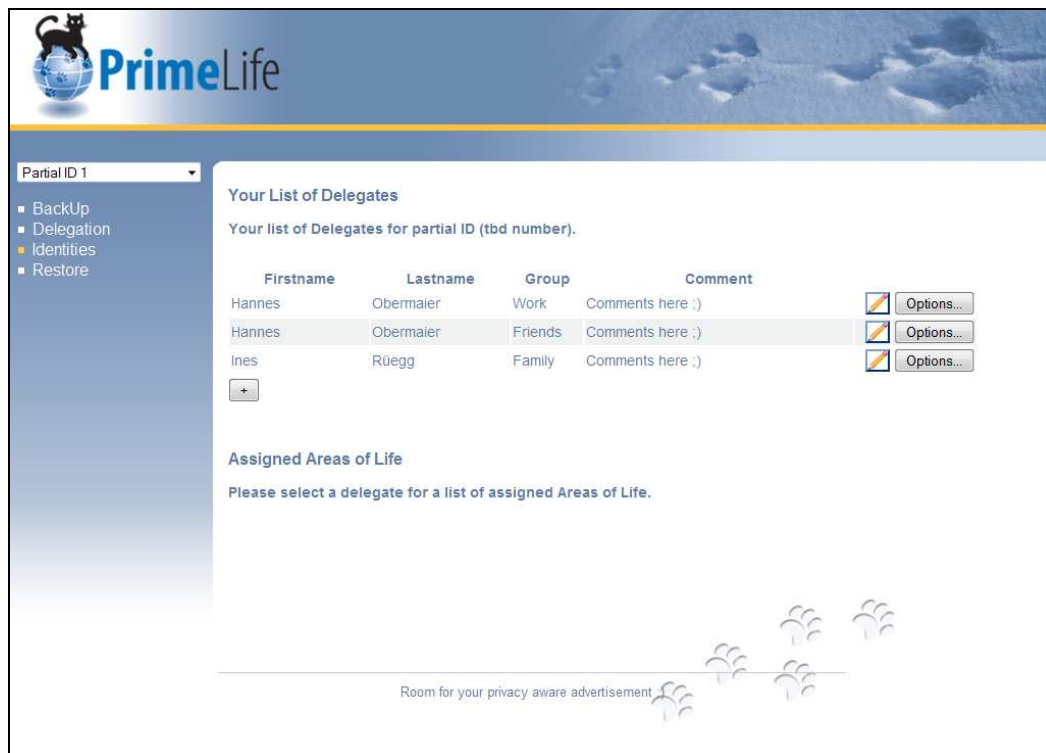 PrimeLife
Partial ID 1
BackUp
Delegation
Identities
Restore
Your List of Delegates
Your list of Delegates for partial ID (tbd number).
Firstname Lastname Group Comment
Hannes Obermaier Work Comments here ;) Options...
Hannes Obermaier Friends Comments here ;) Options...
Ines Rüegg Family Comments here ;) Options...
+
Assigned Areas of Life
Please select a delegate for a list of assigned Areas of Life.
Room for your privacy aware advertisement